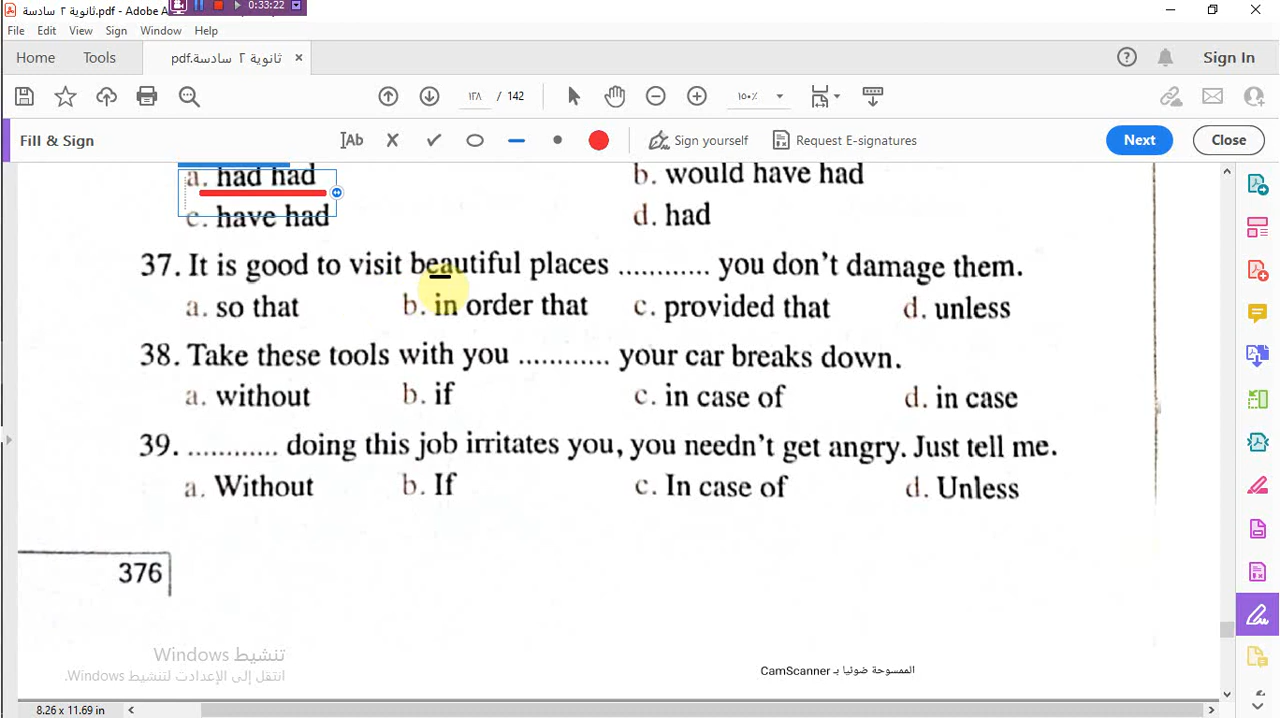 ثانوية ٢ سادسة.pdf - Adobe A
0:33:22
File Edit View Sign Window Help
Home Tools ثانوية ٢ سادسة.pdf × Sign In
١٢٨ / 142 ١٥٠٪
Fill & Sign Ab Sign yourself Request E-signatures Next Close
a. had had b. would have had
c. have had d. had
37. It is good to visit beautiful places ............ you don't damage them.
a. so that b. in order that c. provided that d. unless
38. Take these tools with you ............ your car breaks down.
a. without b. if c. in case of d. in case
39. ............ doing this job irritates you, you needn't get angry. Just tell me.
a. Without b. If c. In case of d. Unless
376
تنشيط Windows
انتقل إلى الإعدادت لتنشيط Windows.
الممسوحة ضوئيا بـ CamScanner
8.26 x 11.69 in